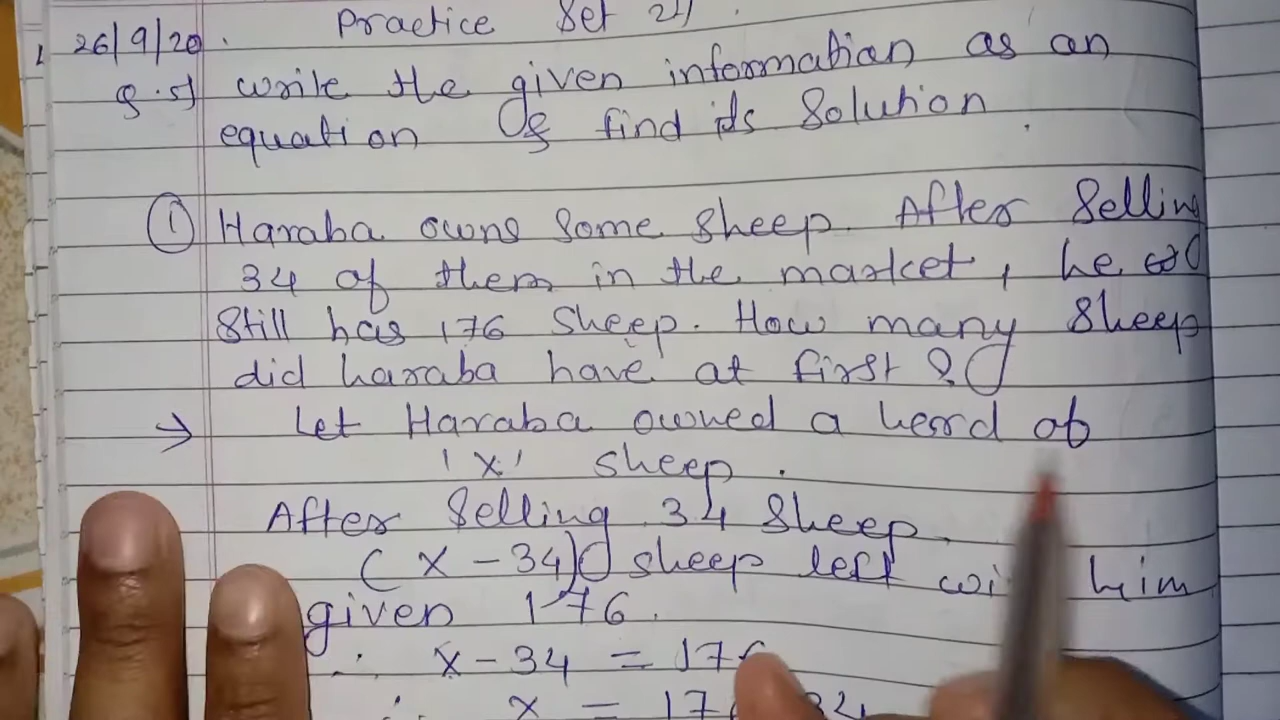 Practice Set 24
26/9/20.
Q.5) write the given information as an
equation & find its Solution
① Haraba owns Some Sheep. After Selling
34 of them in the market, he
Still has 176 Sheep. How many Sheep
did haraba have at first ?
→ Let Haraba owned a herd of
'x' sheep.
After Selling 34 Sheep
(x - 34) sheep left him
given 176.
∴ x - 34 = 176
∴ x = 17 34